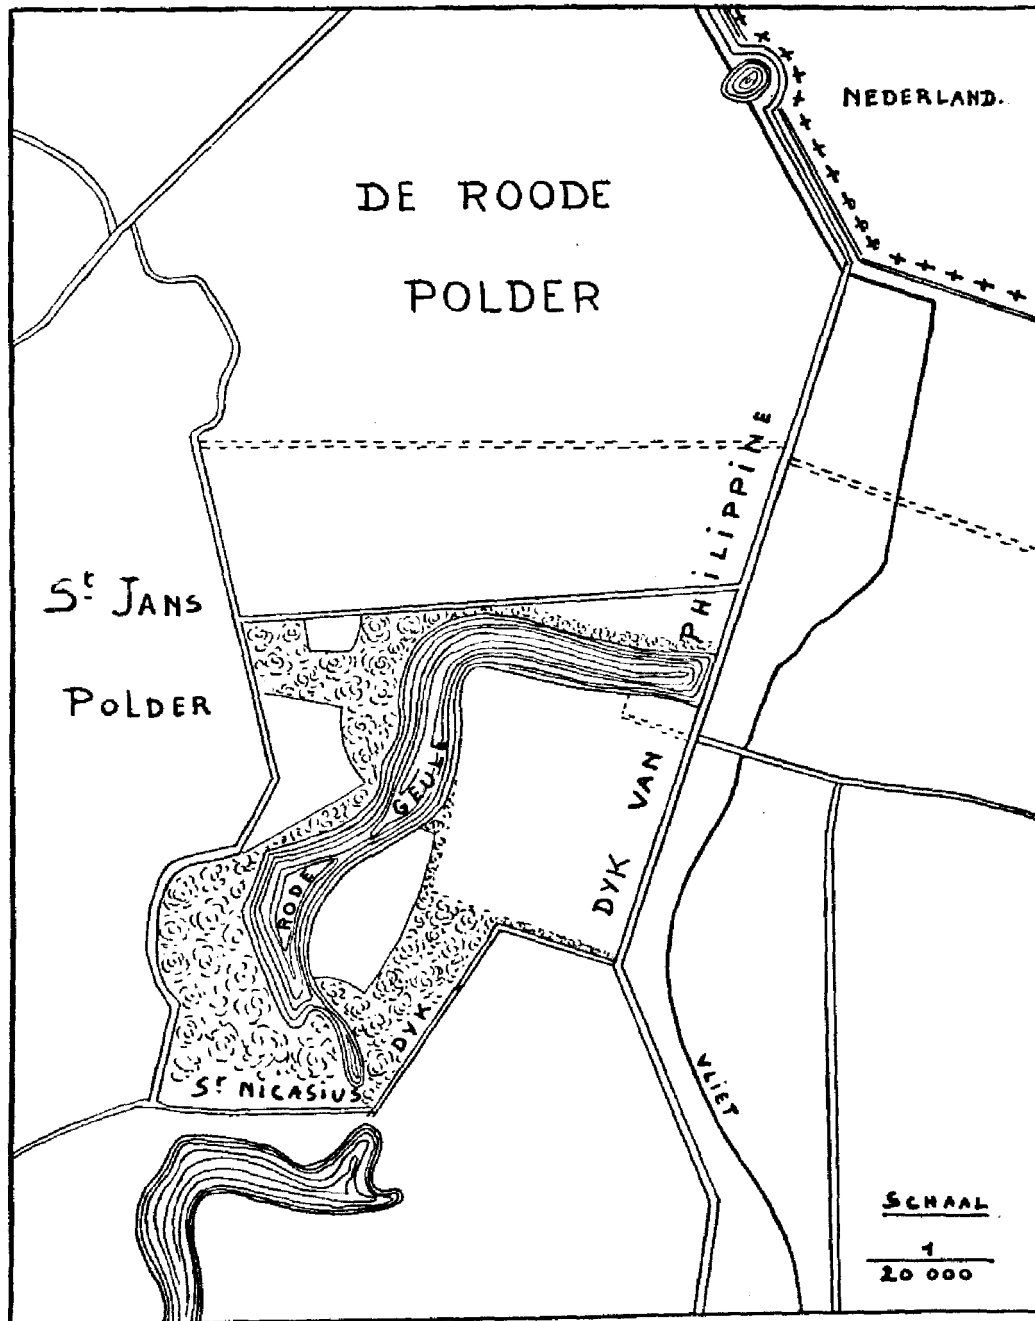 NEDERLAND.
DE ROODE
POLDER
St JANS
POLDER
DYK VAN PHILIPPINE
RODE GEULE
St NICASIUS DYK
VLIET
SCHAAL
1
20 000